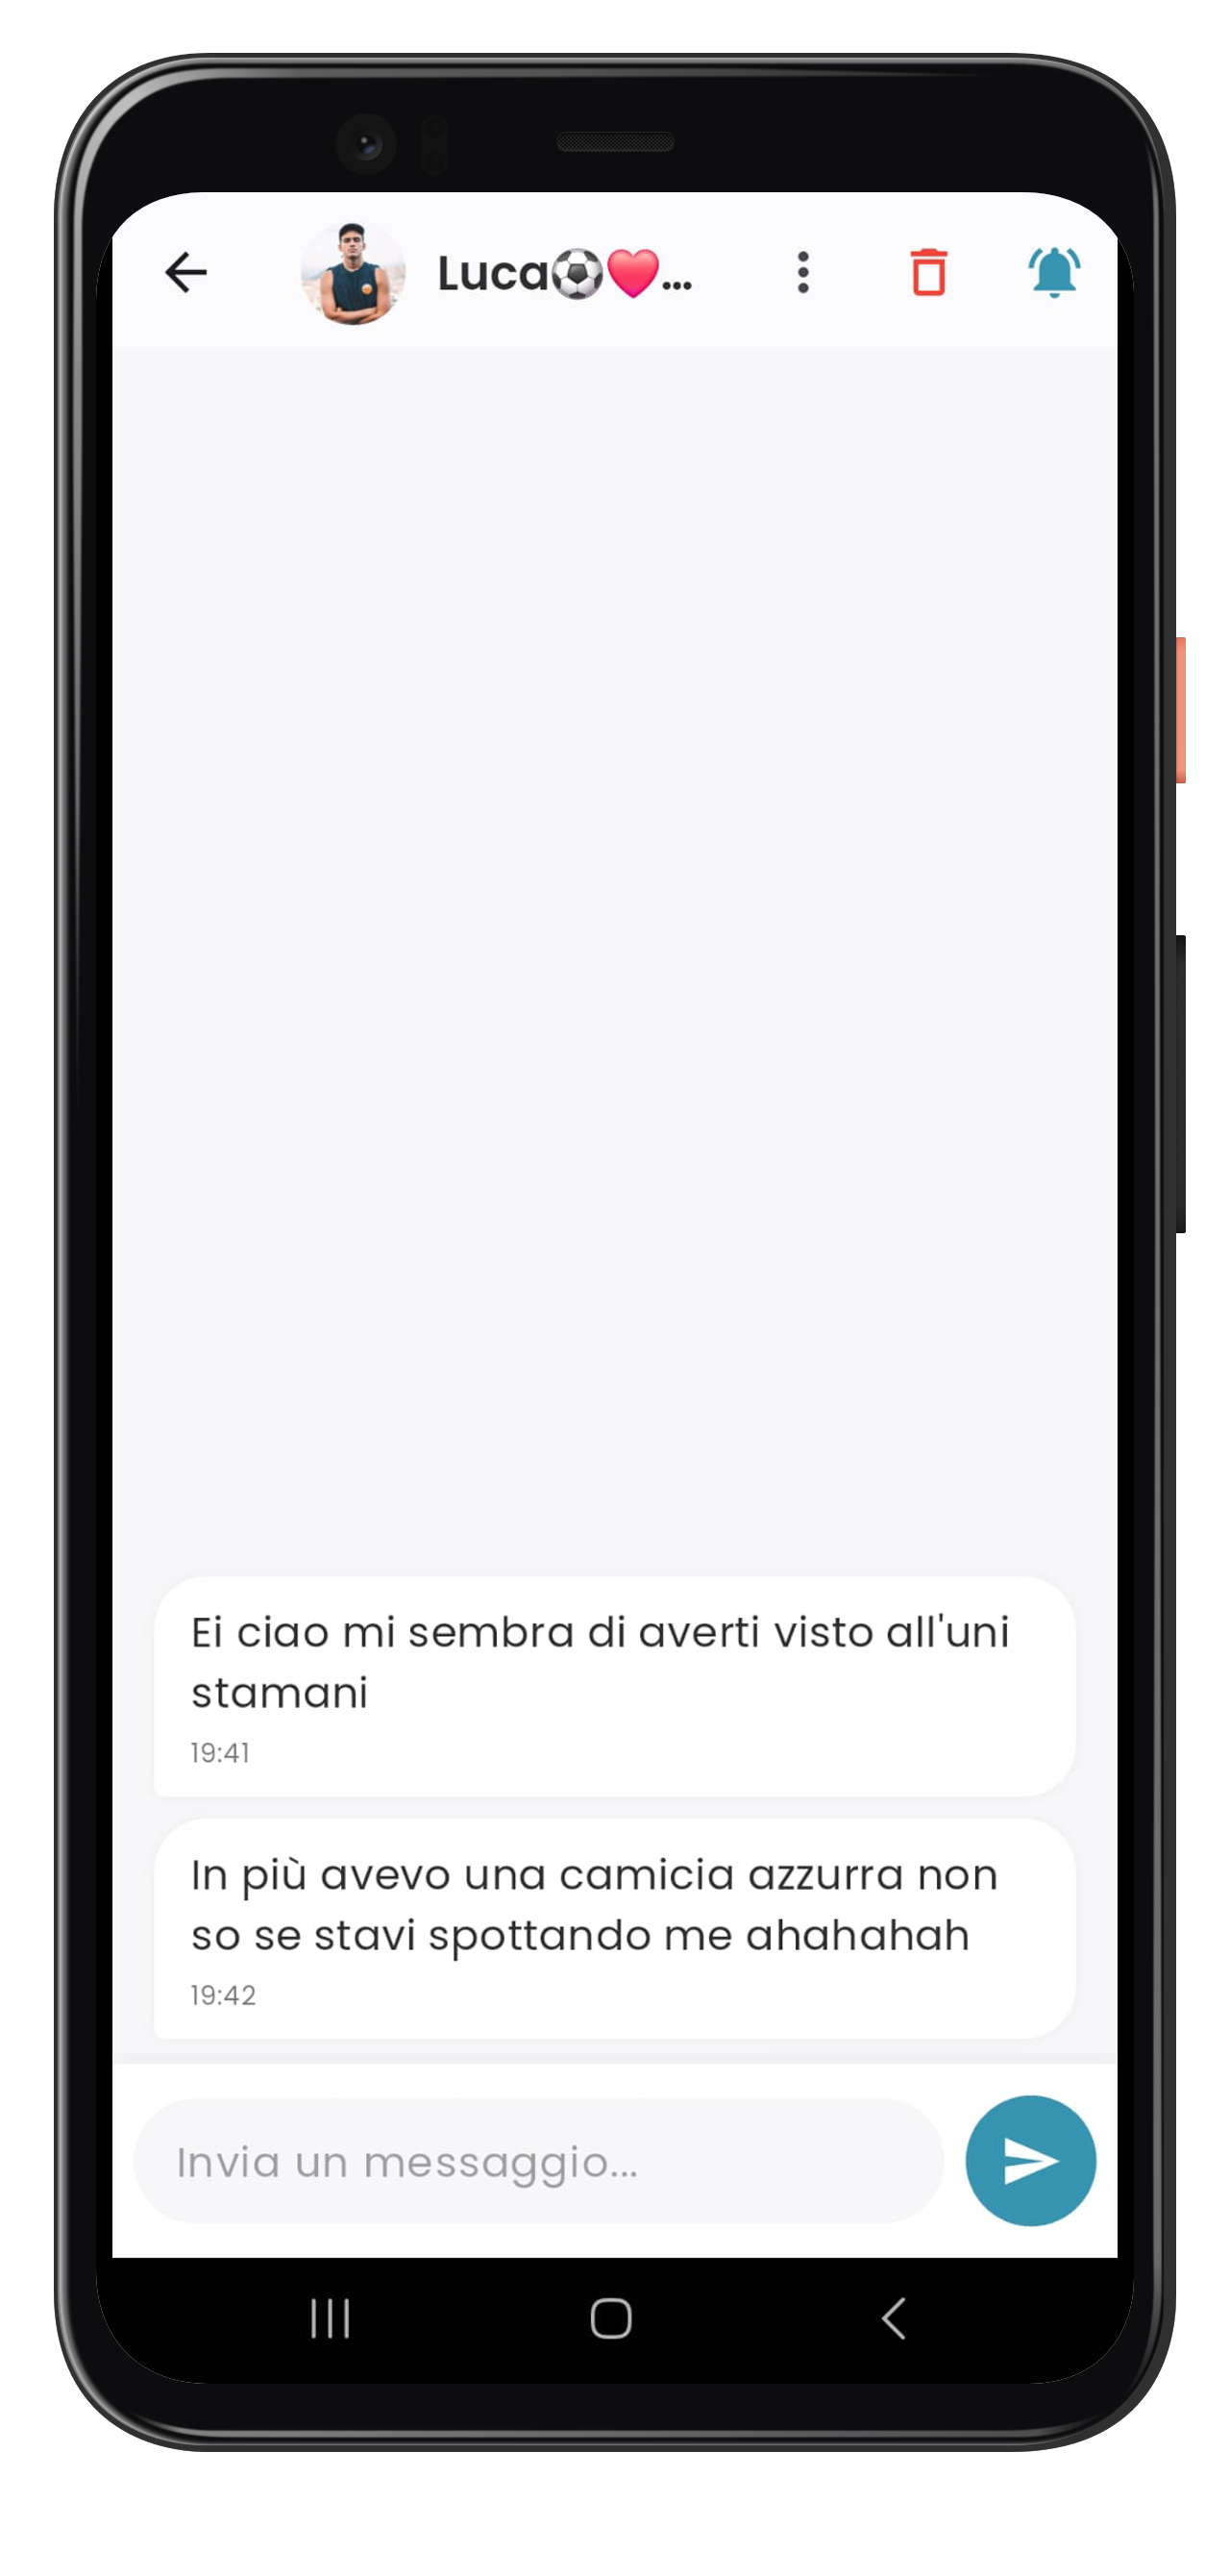 Luca⚽❤️...
Ei ciao mi sembra di averti visto all'uni
stamani
19:41
In più avevo una camicia azzurra non
so se stavi spottando me ahahahah
19:42
Invia un messaggio...